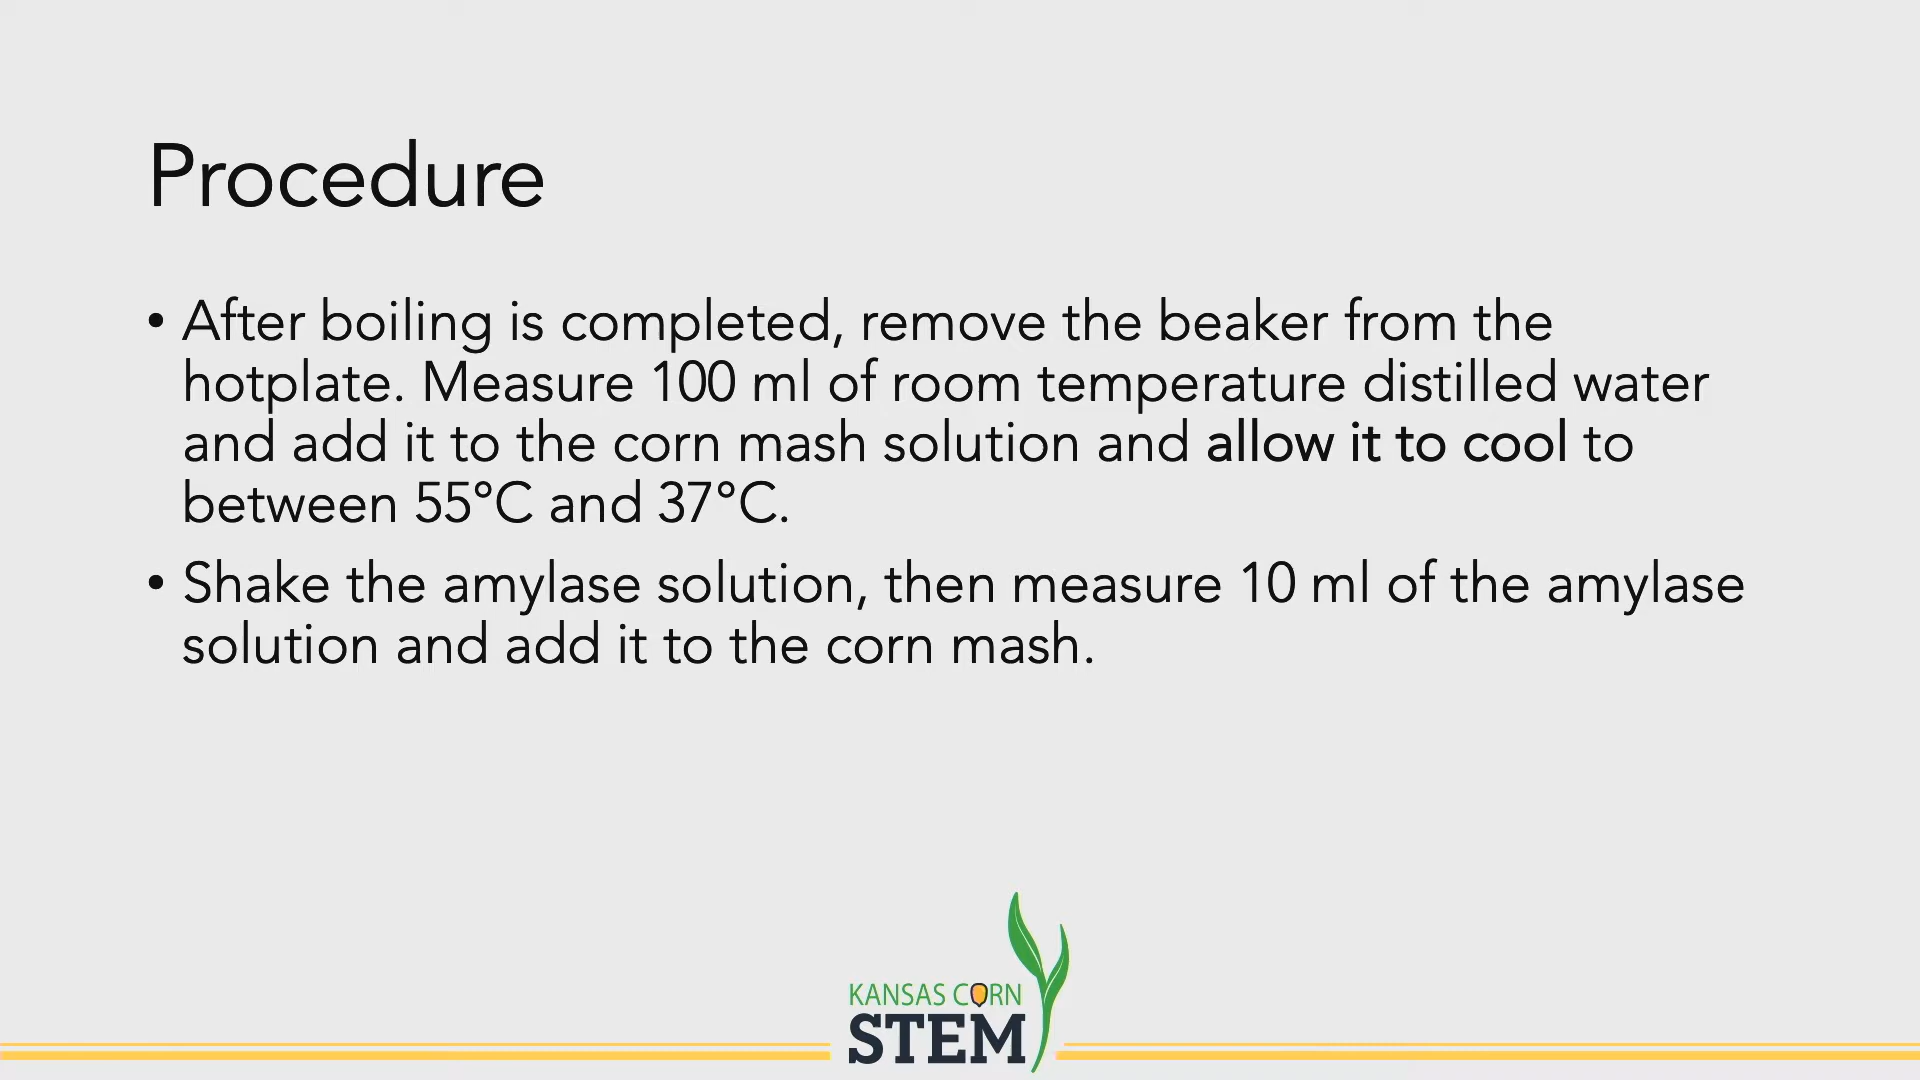 Procedure
• After boiling is completed, remove the beaker from the
hotplate. Measure 100 ml of room temperature distilled water
and add it to the corn mash solution and allow it to cool to
between 55°C and 37°C.
• Shake the amylase solution, then measure 10 ml of the amylase
solution and add it to the corn mash.
KANSAS CORN
STEM